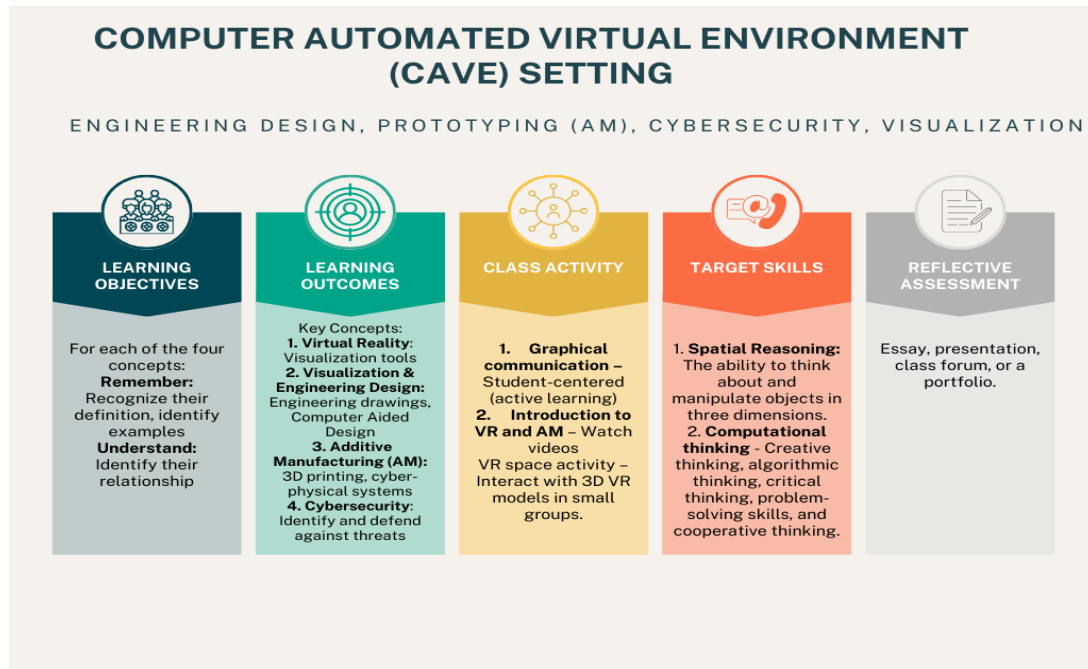 COMPUTER AUTOMATED VIRTUAL ENVIRONMENT
(CAVE) SETTING
ENGINEERING DESIGN, PROTOTYPING (AM), CYBERSECURITY, VISUALIZATION
LEARNING
OBJECTIVES
For each of the four
concepts:
Remember:
Recognize their
definition, identify
examples
Understand:
Identify their
relationship
LEARNING
OUTCOMES
Key Concepts:
1. Virtual Reality:
Visualization tools
2. Visualization &
Engineering Design:
Engineering drawings,
Computer Aided
Design
3. Additive
Manufacturing (AM):
3D printing, cyber-
physical systems
4. Cybersecurity:
Identify and defend
against threats
CLASS ACTIVITY
1. Graphical
communication –
Student-centered
(active learning)
2. Introduction to
VR and AM – Watch
videos
VR space activity –
Interact with 3D VR
models in small
groups.
TARGET SKILLS
1. Spatial Reasoning:
The ability to think
about and
manipulate objects in
three dimensions.
2. Computational
thinking - Creative
thinking, algorithmic
thinking, critical
thinking, problem-
solving skills, and
cooperative thinking.
REFLECTIVE
ASSESSMENT
Essay, presentation,
class forum, or a
portfolio.